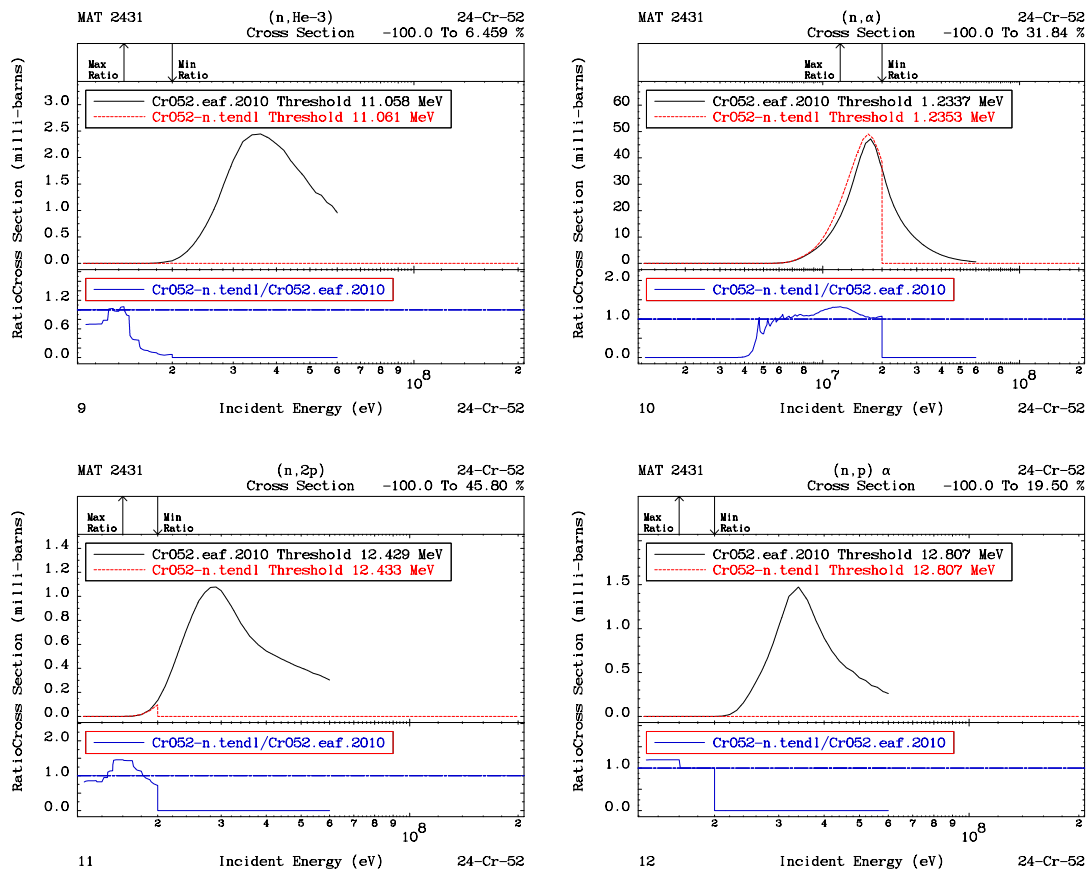 MAT 2431 (n,He-3) 24-Cr-52
Cross Section -100.0 To 6.459 %
Max Ratio
Min Ratio
Cr052.eaf.2010 Threshold 11.058 MeV
Cr052-n.tendl Threshold 11.061 MeV
3.0
2.5
2.0
1.5
1.0
0.5
0.0
RatioCross Section (milli-barns)
Cr052-n.tendl/Cr052.eaf.2010
1.2
0.6
0.0
2 3 4 5 6 7 8 9 10⁸ 2
9 Incident Energy (eV) 24-Cr-52
MAT 2431 (n,α) 24-Cr-52
Cross Section -100.0 To 31.84 %
Max Ratio
Min Ratio
Cr052.eaf.2010 Threshold 1.2337 MeV
Cr052-n.tendl Threshold 1.2353 MeV
60
50
40
30
20
10
0
RatioCross Section (milli-barns)
Cr052-n.tendl/Cr052.eaf.2010
2.0
1.0
0.0
2 3 4 5 6 8 10⁷ 2 3 4 5 6 8 10⁸ 2
10 Incident Energy (eV) 24-Cr-52
MAT 2431 (n,2p) 24-Cr-52
Cross Section -100.0 To 45.80 %
Max Ratio
Min Ratio
Cr052.eaf.2010 Threshold 12.429 MeV
Cr052-n.tendl Threshold 12.433 MeV
1.4
1.2
1.0
0.8
0.6
0.4
0.2
0.0
RatioCross Section (milli-barns)
Cr052-n.tendl/Cr052.eaf.2010
2.0
1.0
0.0
2 3 4 5 6 7 8 9 10⁸ 2
11 Incident Energy (eV) 24-Cr-52
MAT 2431 (n,p) α 24-Cr-52
Cross Section -100.0 To 19.50 %
Max Ratio
Min Ratio
Cr052.eaf.2010 Threshold 12.807 MeV
Cr052-n.tendl Threshold 12.807 MeV
1.5
1.0
0.5
0.0
RatioCross Section (milli-barns)
Cr052-n.tendl/Cr052.eaf.2010
1.0
0.0
2 3 4 5 6 7 8 9 10⁸ 2
12 Incident Energy (eV) 24-Cr-52